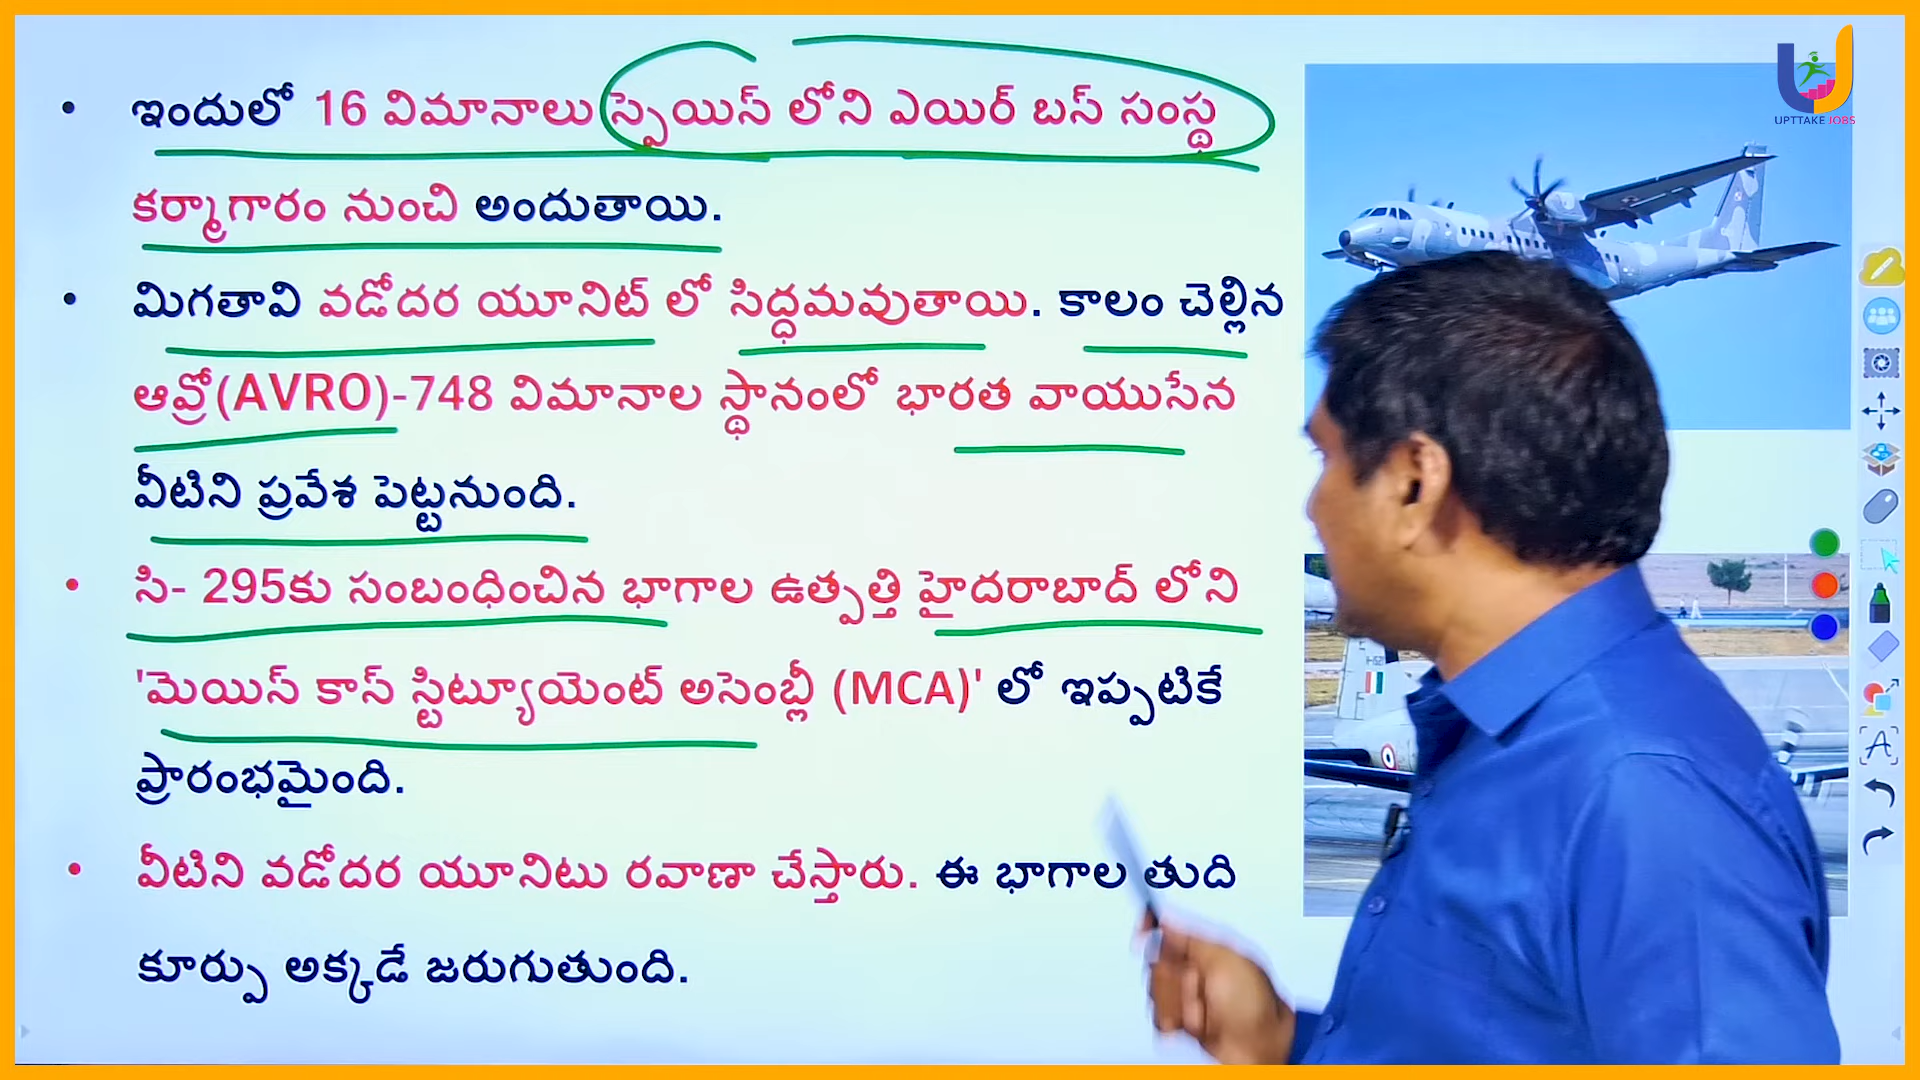 UPTTAKE JOBS
• ఇందులో 16 విమానాలు స్పెయిన్ లోని ఎయిర్ బస్ సంస్థ
కర్మాగారం నుంచి అందుతాయి.
• మిగతావి వడోదర యూనిట్ లో సిద్ధమవుతాయి. కాలం చెల్లిన
ఆవ్రో(AVRO)-748 విమానాల స్థానంలో భారత వాయుసేన
వీటిని ప్రవేశ పెట్టనుంది.
• సి- 295కు సంబంధించిన భాగాల ఉత్పత్తి హైదరాబాద్ లోని
'మెయిన్ కాన్ స్టిట్యూయెంట్ అసెంబ్లీ (MCA)' లో ఇప్పటికే
ప్రారంభమైంది.
• వీటిని వడోదర యూనిటు రవాణా చేస్తారు. ఈ భాగాల తుది
కూర్పు అక్కడే జరుగుతుంది.